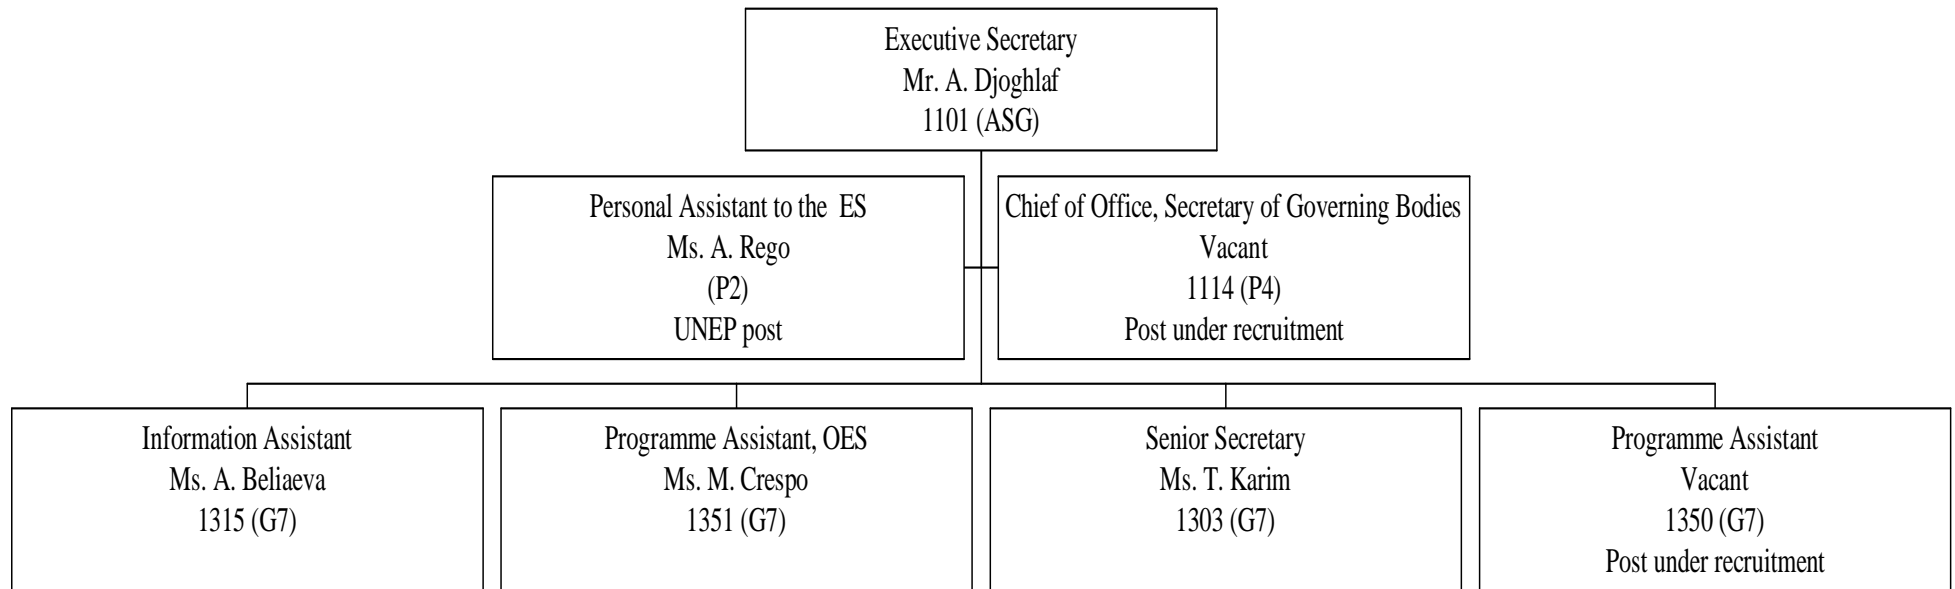 Executive Secretary
Mr. A. Djoghlaf
1101 (ASG)
Personal Assistant to the ES
Ms. A. Rego
(P2)
UNEP post
Chief of Office, Secretary of Governing Bodies
Vacant
1114 (P4)
Post under recruitment
Information Assistant
Ms. A. Beliaeva
1315 (G7)
Programme Assistant, OES
Ms. M. Crespo
1351 (G7)
Senior Secretary
Ms. T. Karim
1303 (G7)
Programme Assistant
Vacant
1350 (G7)
Post under recruitment